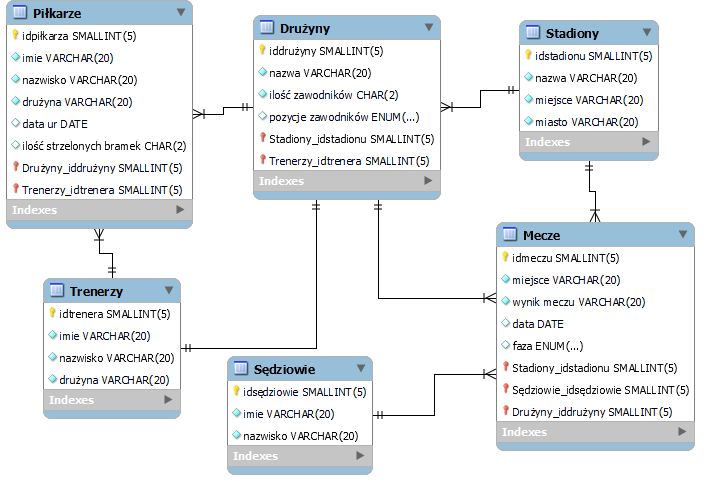 Piłkarze
idpiłkarza SMALLINT(5)
imie VARCHAR(20)
nazwisko VARCHAR(20)
drużyna VARCHAR(20)
data ur DATE
ilość strzelonych bramek CHAR(2)
Drużyny_iddrużyny SMALLINT(5)
Trenerzy_idtrenera SMALLINT(5)
Indexes
Drużyny
iddrużyny SMALLINT(5)
nazwa VARCHAR(20)
ilość zawodników CHAR(2)
pozycje zawodników ENUM(...)
Stadiony_idstadionu SMALLINT(5)
Trenerzy_idtrenera SMALLINT(5)
Indexes
Stadiony
idstadionu SMALLINT(5)
nazwa VARCHAR(20)
miejsce VARCHAR(20)
miasto VARCHAR(20)
Indexes
Trenerzy
idtrenera SMALLINT(5)
imie VARCHAR(20)
nazwisko VARCHAR(20)
drużyna VARCHAR(20)
Indexes
Sędziowie
idsędziowie SMALLINT(5)
imie VARCHAR(20)
nazwisko VARCHAR(20)
Indexes
Mecze
idmeczu SMALLINT(5)
miejsce VARCHAR(20)
wynik meczu VARCHAR(20)
data DATE
faza ENUM(...)
Stadiony_idstadionu SMALLINT(5)
Sędziowie_idsędziowie SMALLINT(5)
Drużyny_iddrużyny SMALLINT(5)
Indexes